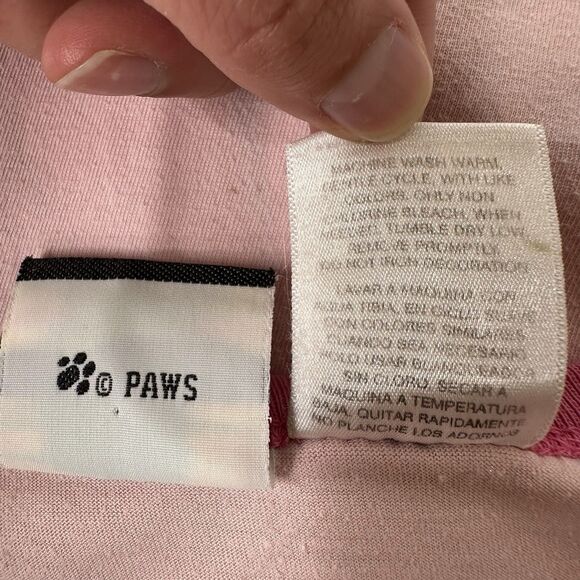 © PAWS
MACHINE WASH WARM,
GENTLE CYCLE, WITH LIKE
COLORS. ONLY NON
CHLORINE BLEACH, WHEN
NEEDED. TUMBLE DRY LOW,
REMOVE PROMPTLY.
DO NOT IRON DECORATION
LAVAR A MAQUINA CON
AGUA TIBIA, EN CICLO SUAVE
CON COLORES SIMILARES.
CUANDO SEA NECESARIO
SOLO USAR BLANQUEADOR
SIN CLORO. SECAR A
MAQUINA A TEMPERATURA
BAJA, QUITAR RAPIDAMENTE
NO PLANCHE LOS ADORNOS